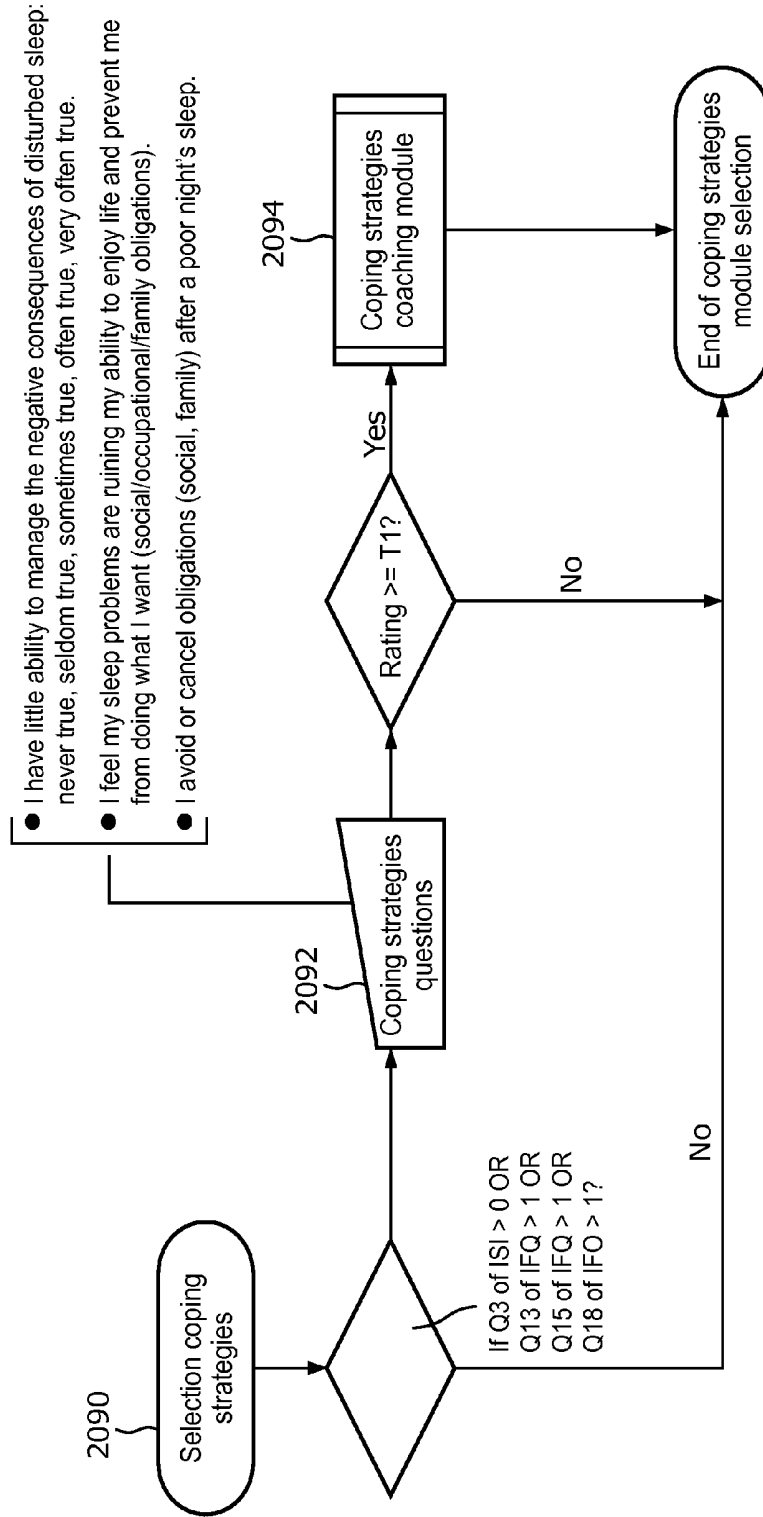 ● I have little ability to manage the negative consequences of disturbed sleep:
never true, seldom true, sometimes true, often true, very often true.
● I feel my sleep problems are ruining my ability to enjoy life and prevent me
from doing what I want (social/occupational/family obligations).
● I avoid or cancel obligations (social, family) after a poor night's sleep.
2090
Selection coping
strategies
If Q3 of ISI > 0 OR
Q13 of IFQ > 1 OR
Q15 of IFQ > 1 OR
Q18 of IFO > 1?
No
2092
Coping strategies
questions
Rating >= T1?
Yes
No
2094
Coping strategies
coaching module
End of coping strategies
module selection